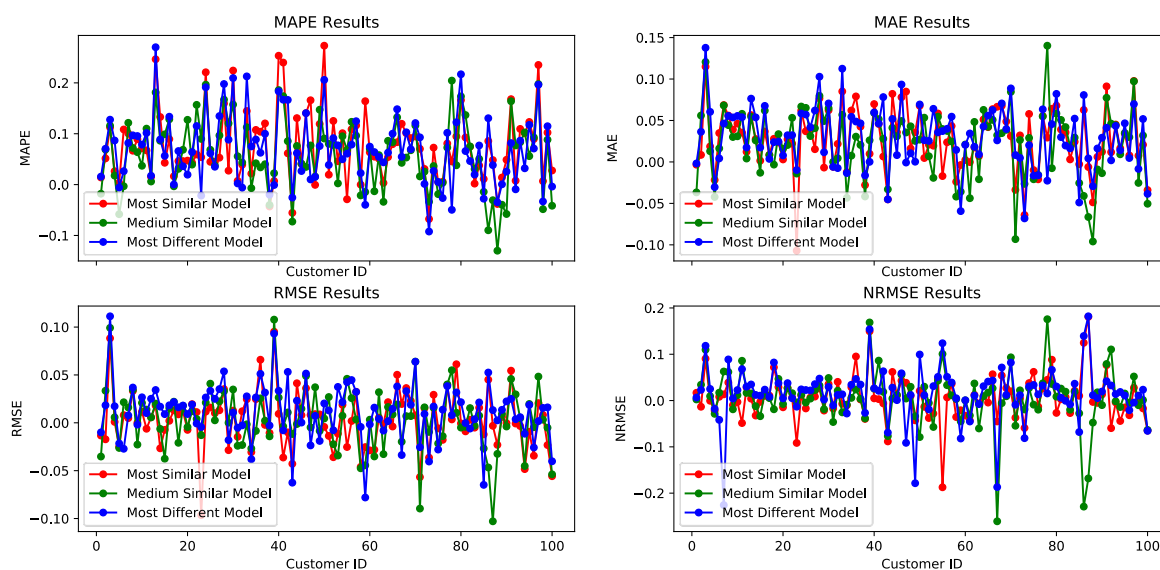 MAPE Results
MAPE
0.2
0.1
0.0
−0.1
Most Similar Model
Medium Similar Model
Most Different Model
Customer ID
MAE Results
MAE
0.15
0.10
0.05
0.00
−0.05
−0.10
Most Similar Model
Medium Similar Model
Most Different Model
Customer ID
RMSE Results
RMSE
0.10
0.05
0.00
−0.05
−0.10
Most Similar Model
Medium Similar Model
Most Different Model
0 20 40 60 80 100
Customer ID
NRMSE Results
NRMSE
0.2
0.1
0.0
−0.1
−0.2
Most Similar Model
Medium Similar Model
Most Different Model
0 20 40 60 80 100
Customer ID